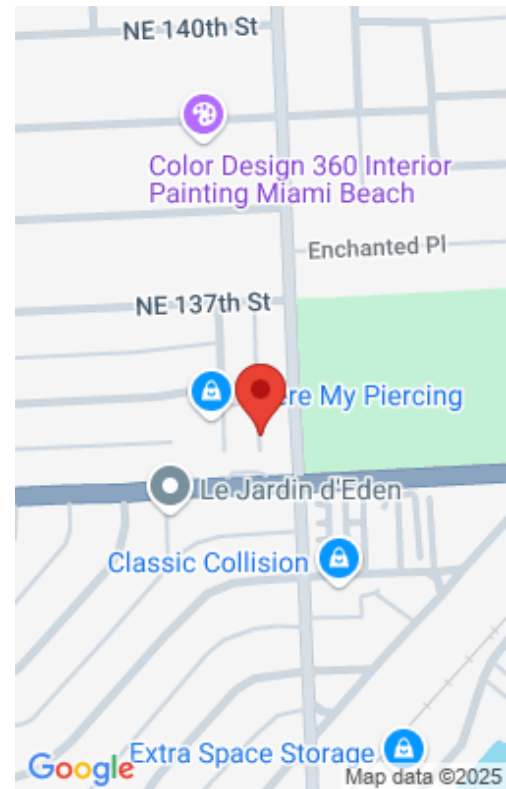 NE 140th St
Color Design 360 Interior
Painting Miami Beach
Enchanted Pl
NE 137th St
ere My Piercing
Le Jardin d'Eden
Classic Collision
Extra Space Storage
Google
Map data ©2025